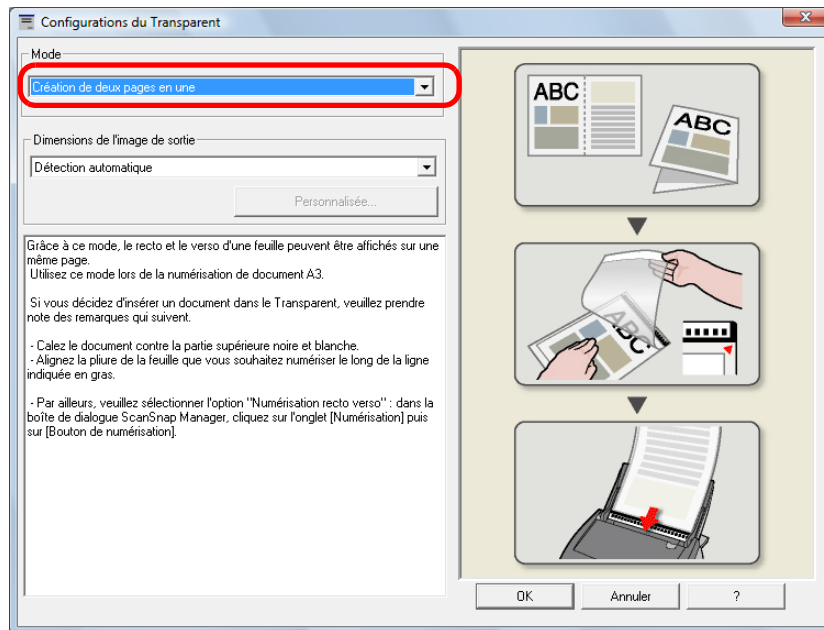 Configurations du Transparent
Mode
Création de deux pages en une
Dimensions de l'image de sortie
Détection automatique
Personnalisée...
Grâce à ce mode, le recto et le verso d'une feuille peuvent être affichés sur une
même page.
Utilisez ce mode lors de la numérisation de document A3.
Si vous décidez d'insérer un document dans le Transparent, veuillez prendre
note des remarques qui suivent.
- Calez le document contre la partie supérieure noire et blanche.
- Alignez la pliure de la feuille que vous souhaitez numériser le long de la ligne
indiquée en gras.
- Par ailleurs, veuillez sélectionner l'option "Numérisation recto verso" : dans la
boîte de dialogue ScanSnap Manager, cliquez sur l'onglet [Numérisation] puis
sur [Bouton de numérisation].
ABC
ABC
ABC
OK
Annuler
?